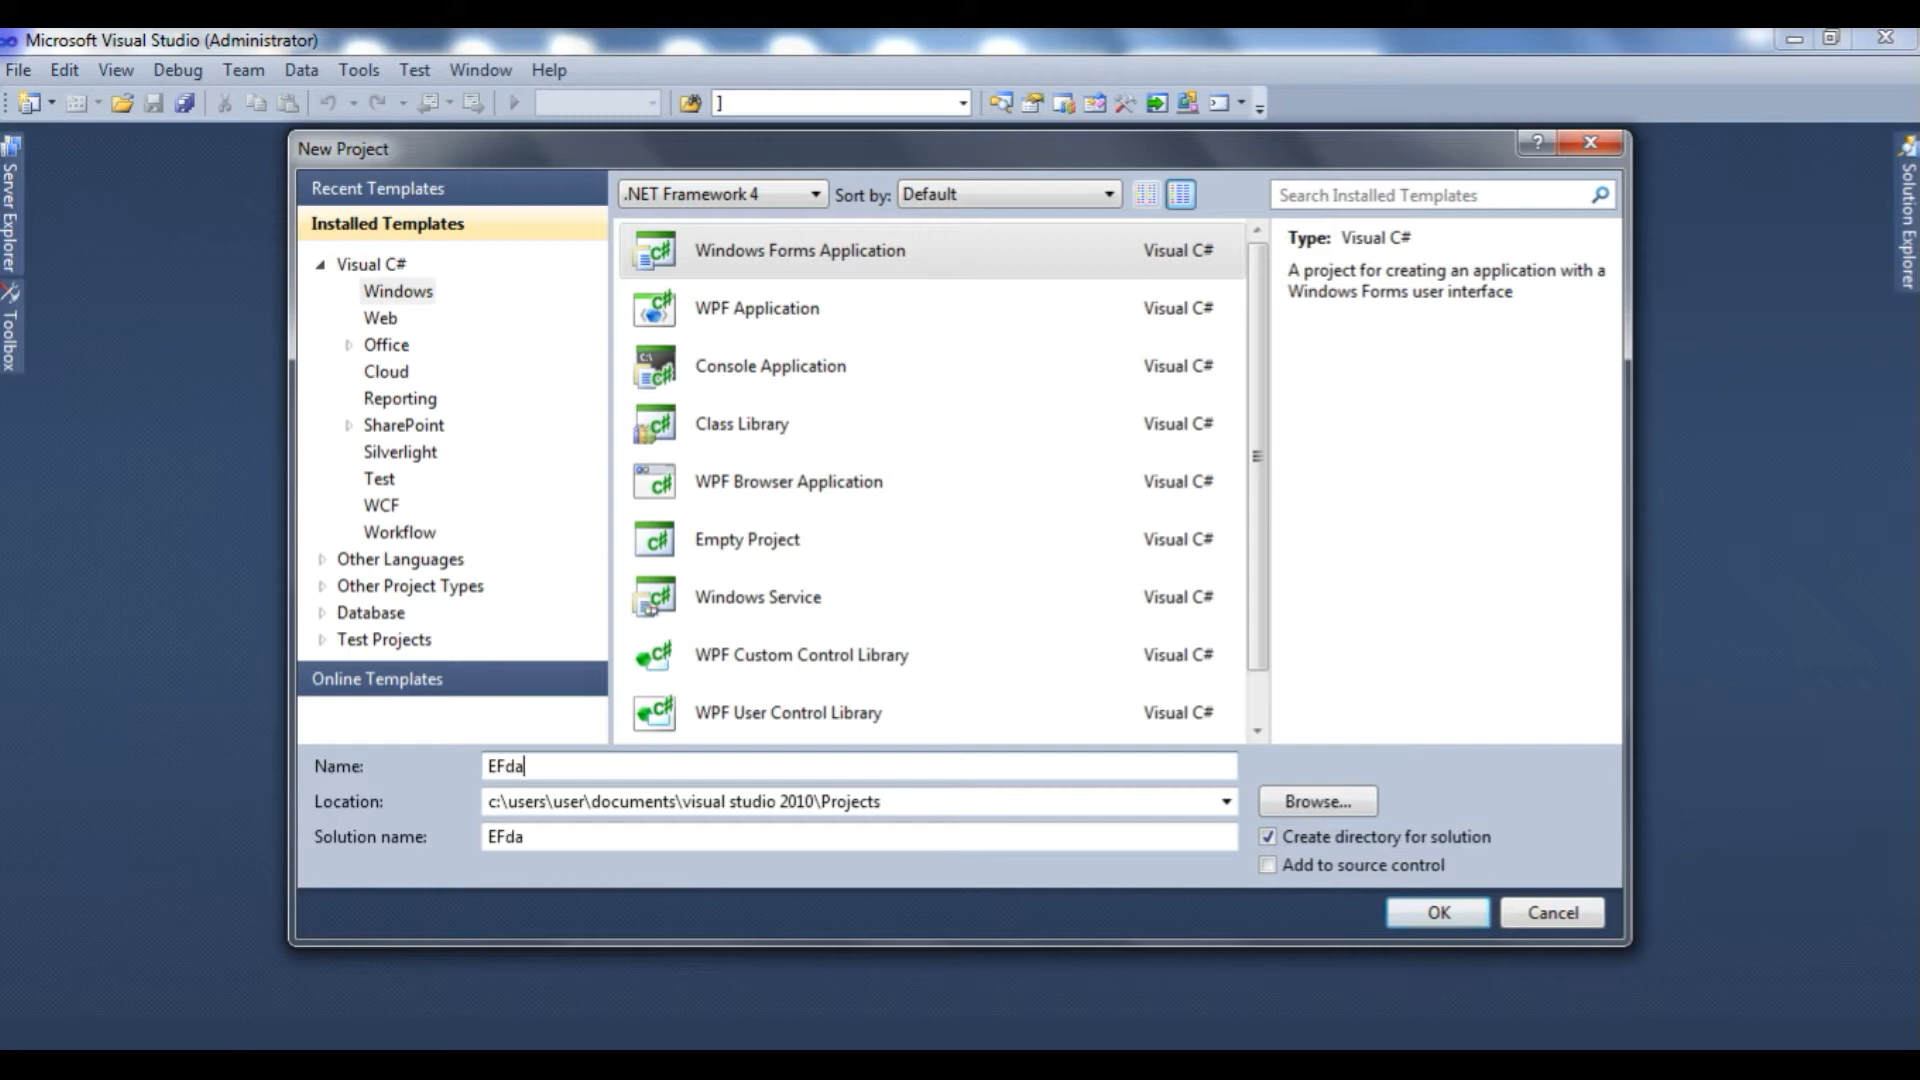 Microsoft Visual Studio (Administrator)
File Edit View Debug Team Data Tools Test Window Help
]
Server Explorer
Toolbox
Solution Explorer
New Project
Recent Templates
Installed Templates
Visual C#
Windows
Web
Office
Cloud
Reporting
SharePoint
Silverlight
Test
WCF
Workflow
Other Languages
Other Project Types
Database
Test Projects
Online Templates
.NET Framework 4 Sort by: Default
Search Installed Templates
Windows Forms Application Visual C#
WPF Application Visual C#
Console Application Visual C#
Class Library Visual C#
WPF Browser Application Visual C#
Empty Project Visual C#
Windows Service Visual C#
WPF Custom Control Library Visual C#
WPF User Control Library Visual C#
Type: Visual C#
A project for creating an application with a
Windows Forms user interface
Name: EFda
Location: c:\users\user\documents\visual studio 2010\Projects
Browse...
Solution name: EFda
Create directory for solution
Add to source control
OK Cancel